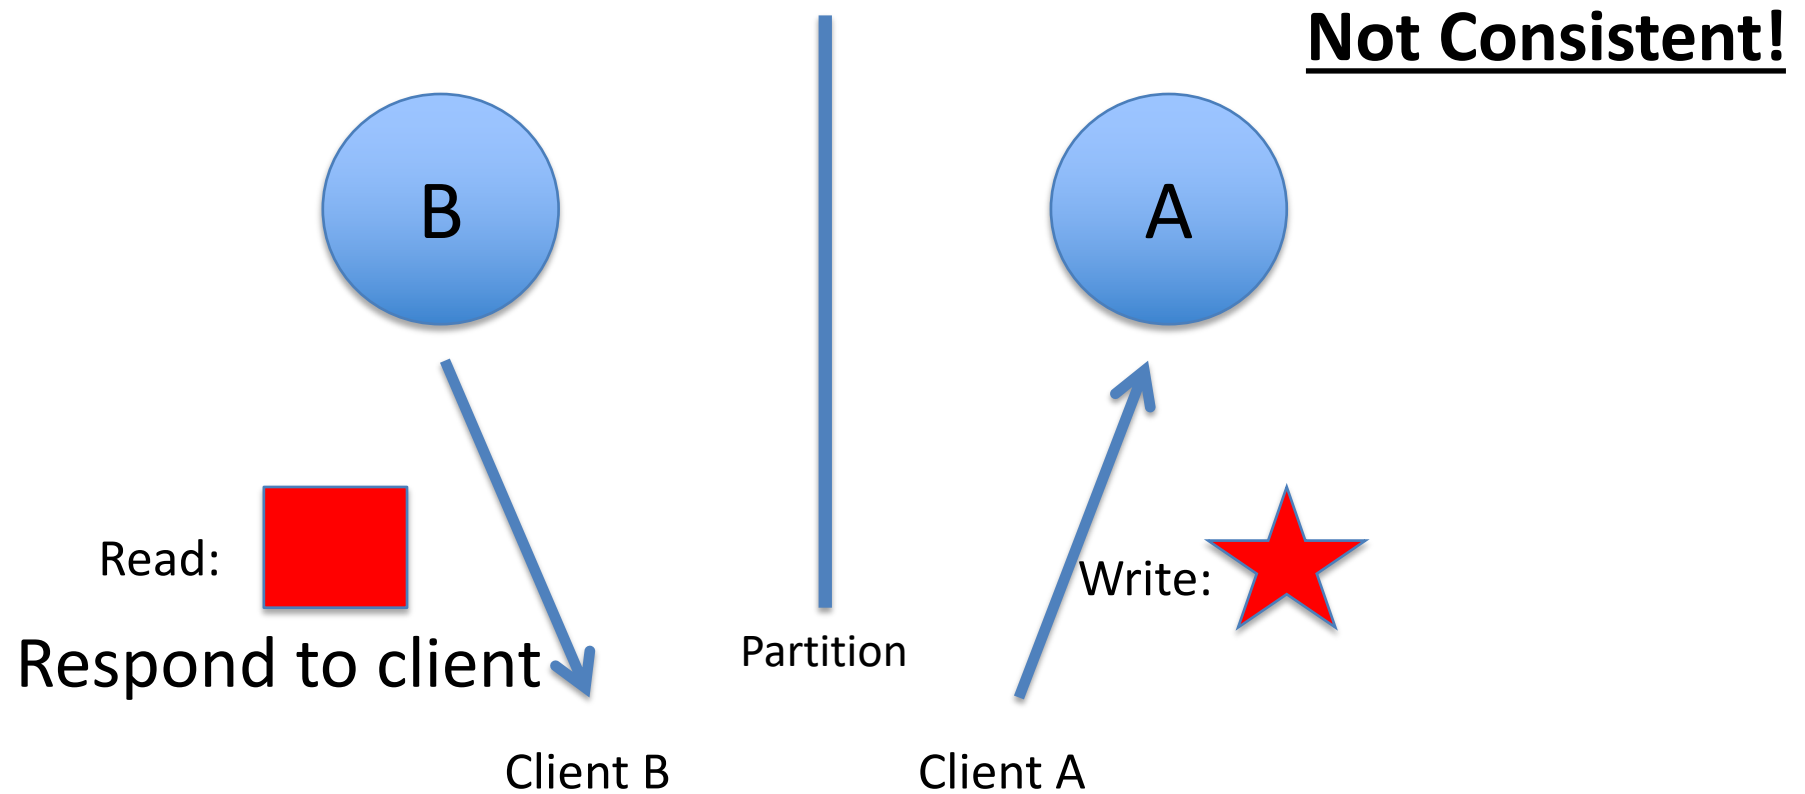 Not Consistent!
B
A
Read:
Write:
Respond to client
Partition
Client B
Client A